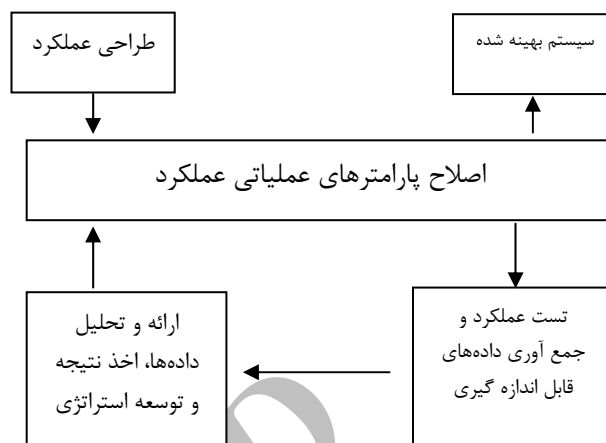 طراحی عملکرد
سیستم بهینه شده
اصلاح پارامترهای عملیاتی عملکرد
ارائه و تحلیل
داده‌ها، اخذ نتیجه
و توسعه استراتژی
تست عملکرد و
جمع آوری داده‌های
قابل اندازه گیری